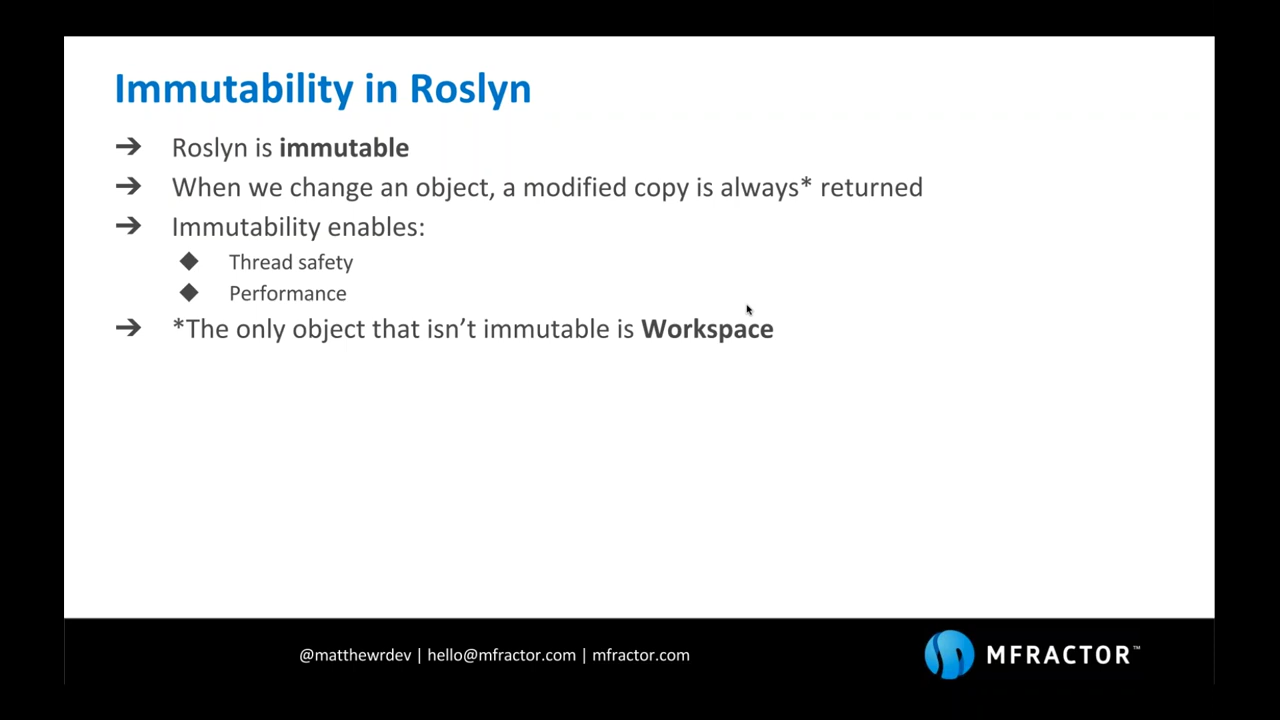 Immutability in Roslyn
➔ Roslyn is immutable
➔ When we change an object, a modified copy is always* returned
➔ Immutability enables:
◆ Thread safety
◆ Performance
➔ *The only object that isn’t immutable is Workspace
@matthewrdev | hello@mfractor.com | mfractor.com
MFRACTOR™